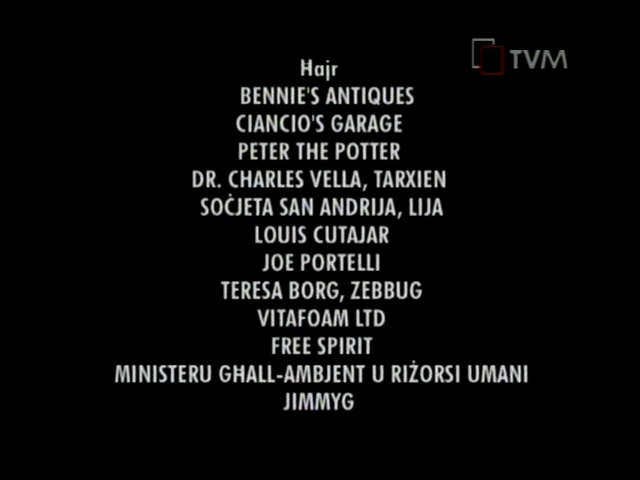 Hajr
TVM
BENNIE'S ANTIQUES
CIANCIO'S GARAGE
PETER THE POTTER
DR. CHARLES VELLA, TARXIEN
SOĊJETA SAN ANDRIJA, LIJA
LOUIS CUTAJAR
JOE PORTELLI
TERESA BORG, ZEBBUG
VITAFOAM LTD
FREE SPIRIT
MINISTERU GĦALL-AMBJENT U RIŻORSI UMANI
JIMMYG